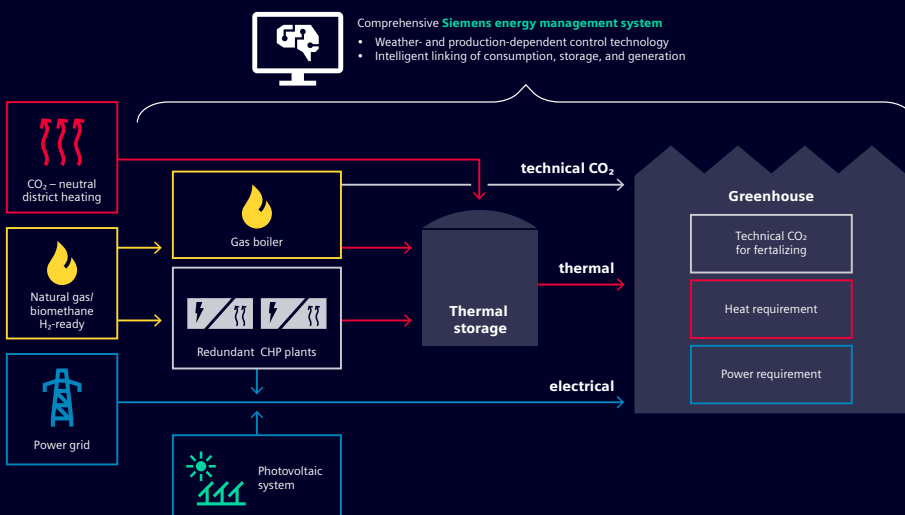 Comprehensive Siemens energy management system
• Weather- and production-dependent control technology
• Intelligent linking of consumption, storage, and generation
CO₂ – neutral
district heating
Natural gas/
biomethane
H₂-ready
Power grid
Gas boiler
Redundant CHP plants
Photovoltaic
system
Thermal
storage
technical CO₂
thermal
electrical
Greenhouse
Technical CO₂
for fertalizing
Heat requirement
Power requirement